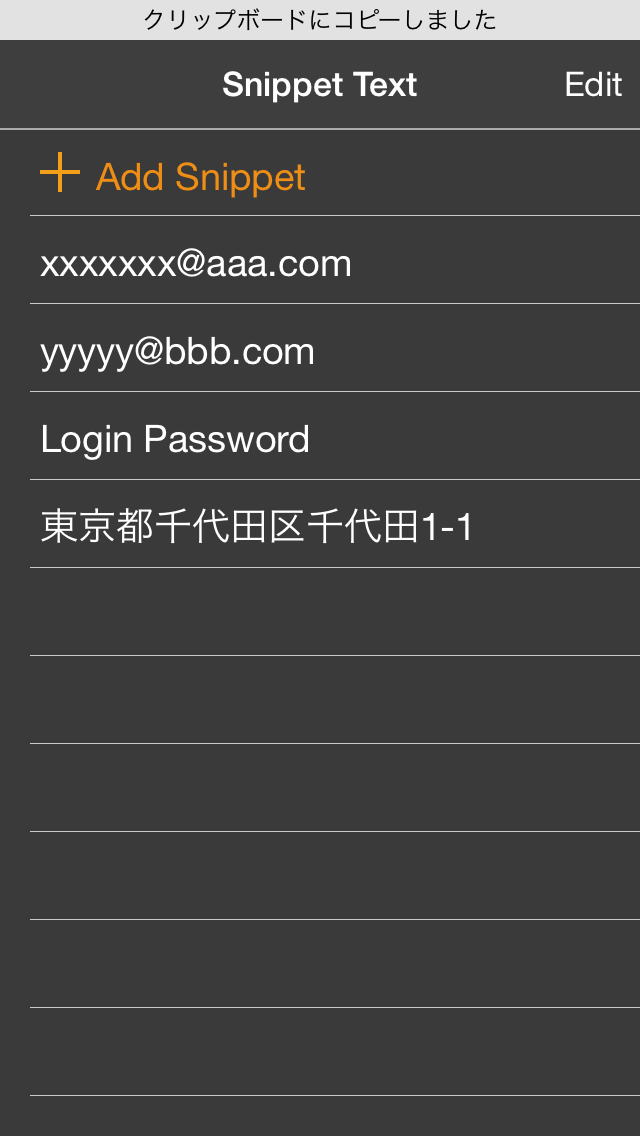 クリップボードにコピーしました
Snippet Text
Edit
Add Snippet
xxxxxxx@aaa.com
yyyyy@bbb.com
Login Password
東京都千代田区千代田1-1